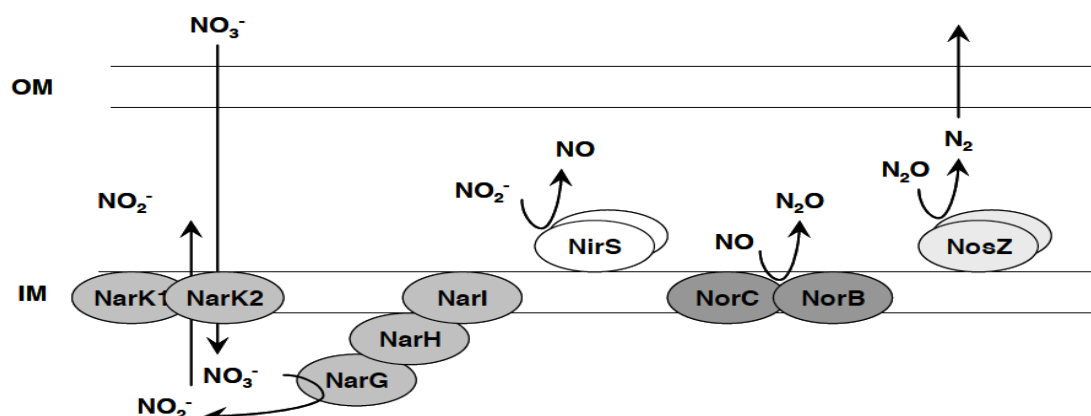 NO₃⁻
OM
NO
N₂
NO₂⁻
NO₂⁻
N₂O
N₂O
NO
NirS
NosZ
IM
NarK1
NarK2
NarI
NorC
NorB
NarH
NO₃⁻
NarG
NO₂⁻